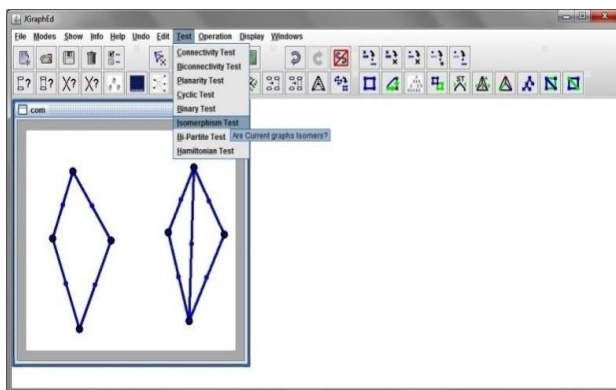 JGraphEd
File Modes Show Info Help Undo Edit Test Operation Display Windows
Connectivity Test
Biconnectivity Test
Planarity Test
Cyclic Test
Binary Test
Isomerphism Test
Bi-Partite Test
Are Current graphs Isomers?
Hamiltonian Test
com